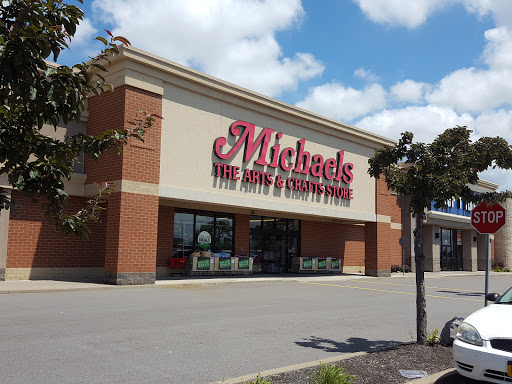 Michaels
THE ARTS & CRAFTS STORE
STOP